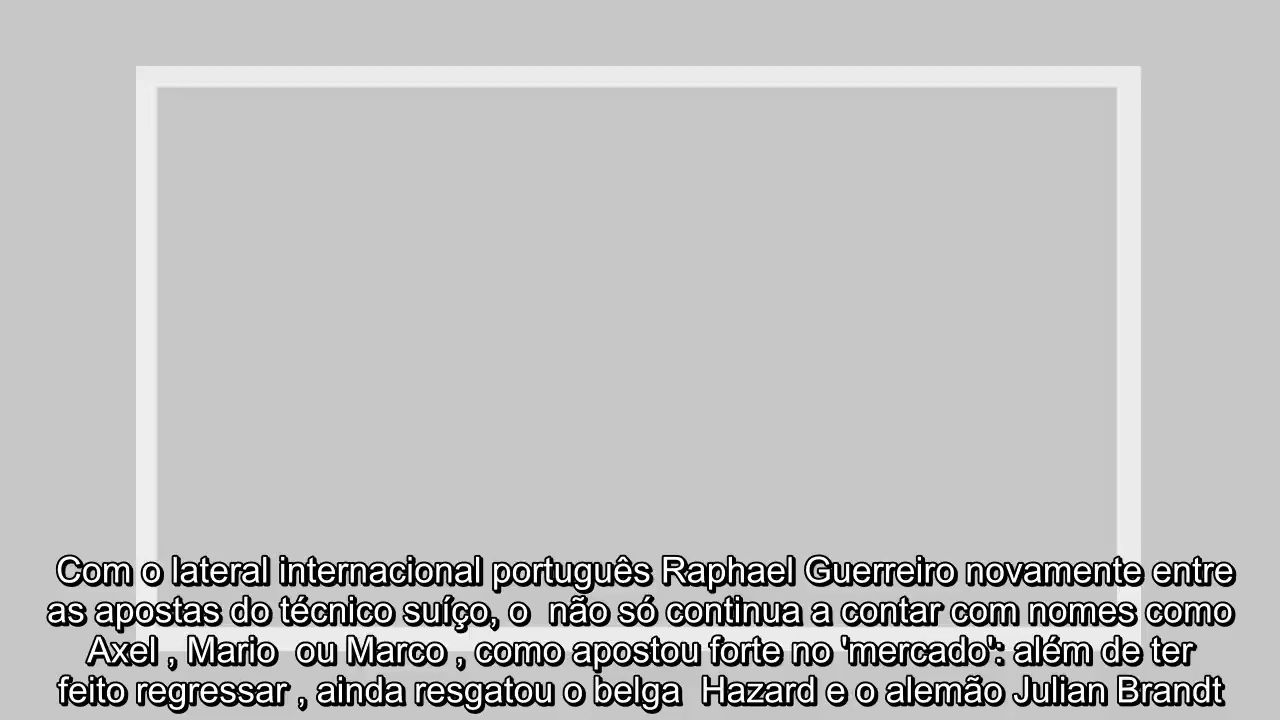 Com o lateral internacional português Raphael Guerreiro novamente entre
as apostas do técnico suíço, o  não só continua a contar com nomes como
Axel , Mario  ou Marco , como apostou forte no 'mercado': além de ter
feito regressar , ainda resgatou o belga  Hazard e o alemão Julian Brandt